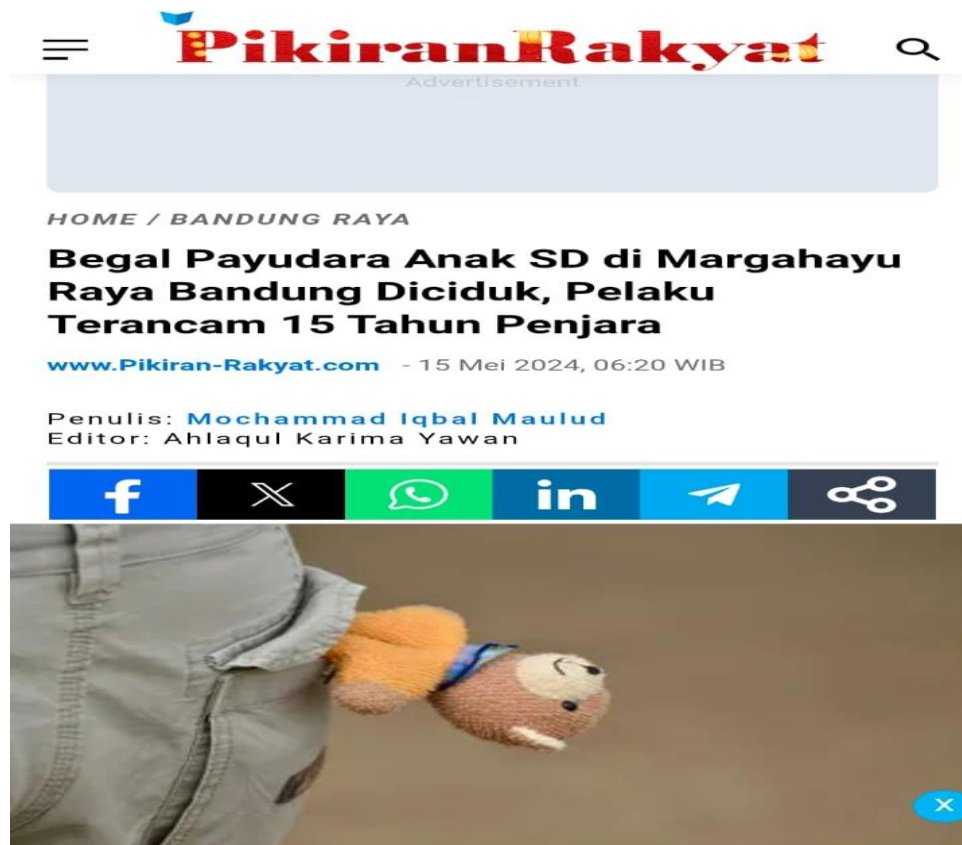 PikiranRakyat
Advertisement
HOME / BANDUNG RAYA
Begal Payudara Anak SD di Margahayu
Raya Bandung Diciduk, Pelaku
Terancam 15 Tahun Penjara
www.Pikiran-Rakyat.com - 15 Mei 2024, 06:20 WIB
Penulis: Mochammad Iqbal Maulud
Editor: Ahlaqul Karima Yawan